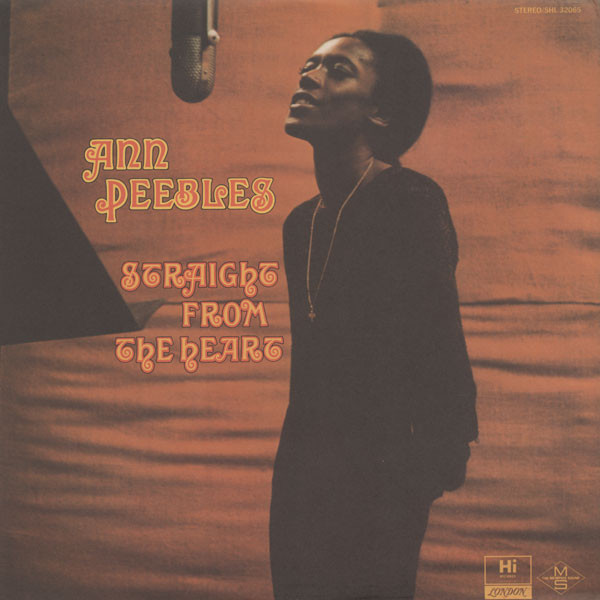 STEREO/SHL 32065
ANN
PEEBLES
STRAIGHT
FROM
THE HEART
Hi
LONDON
M
S